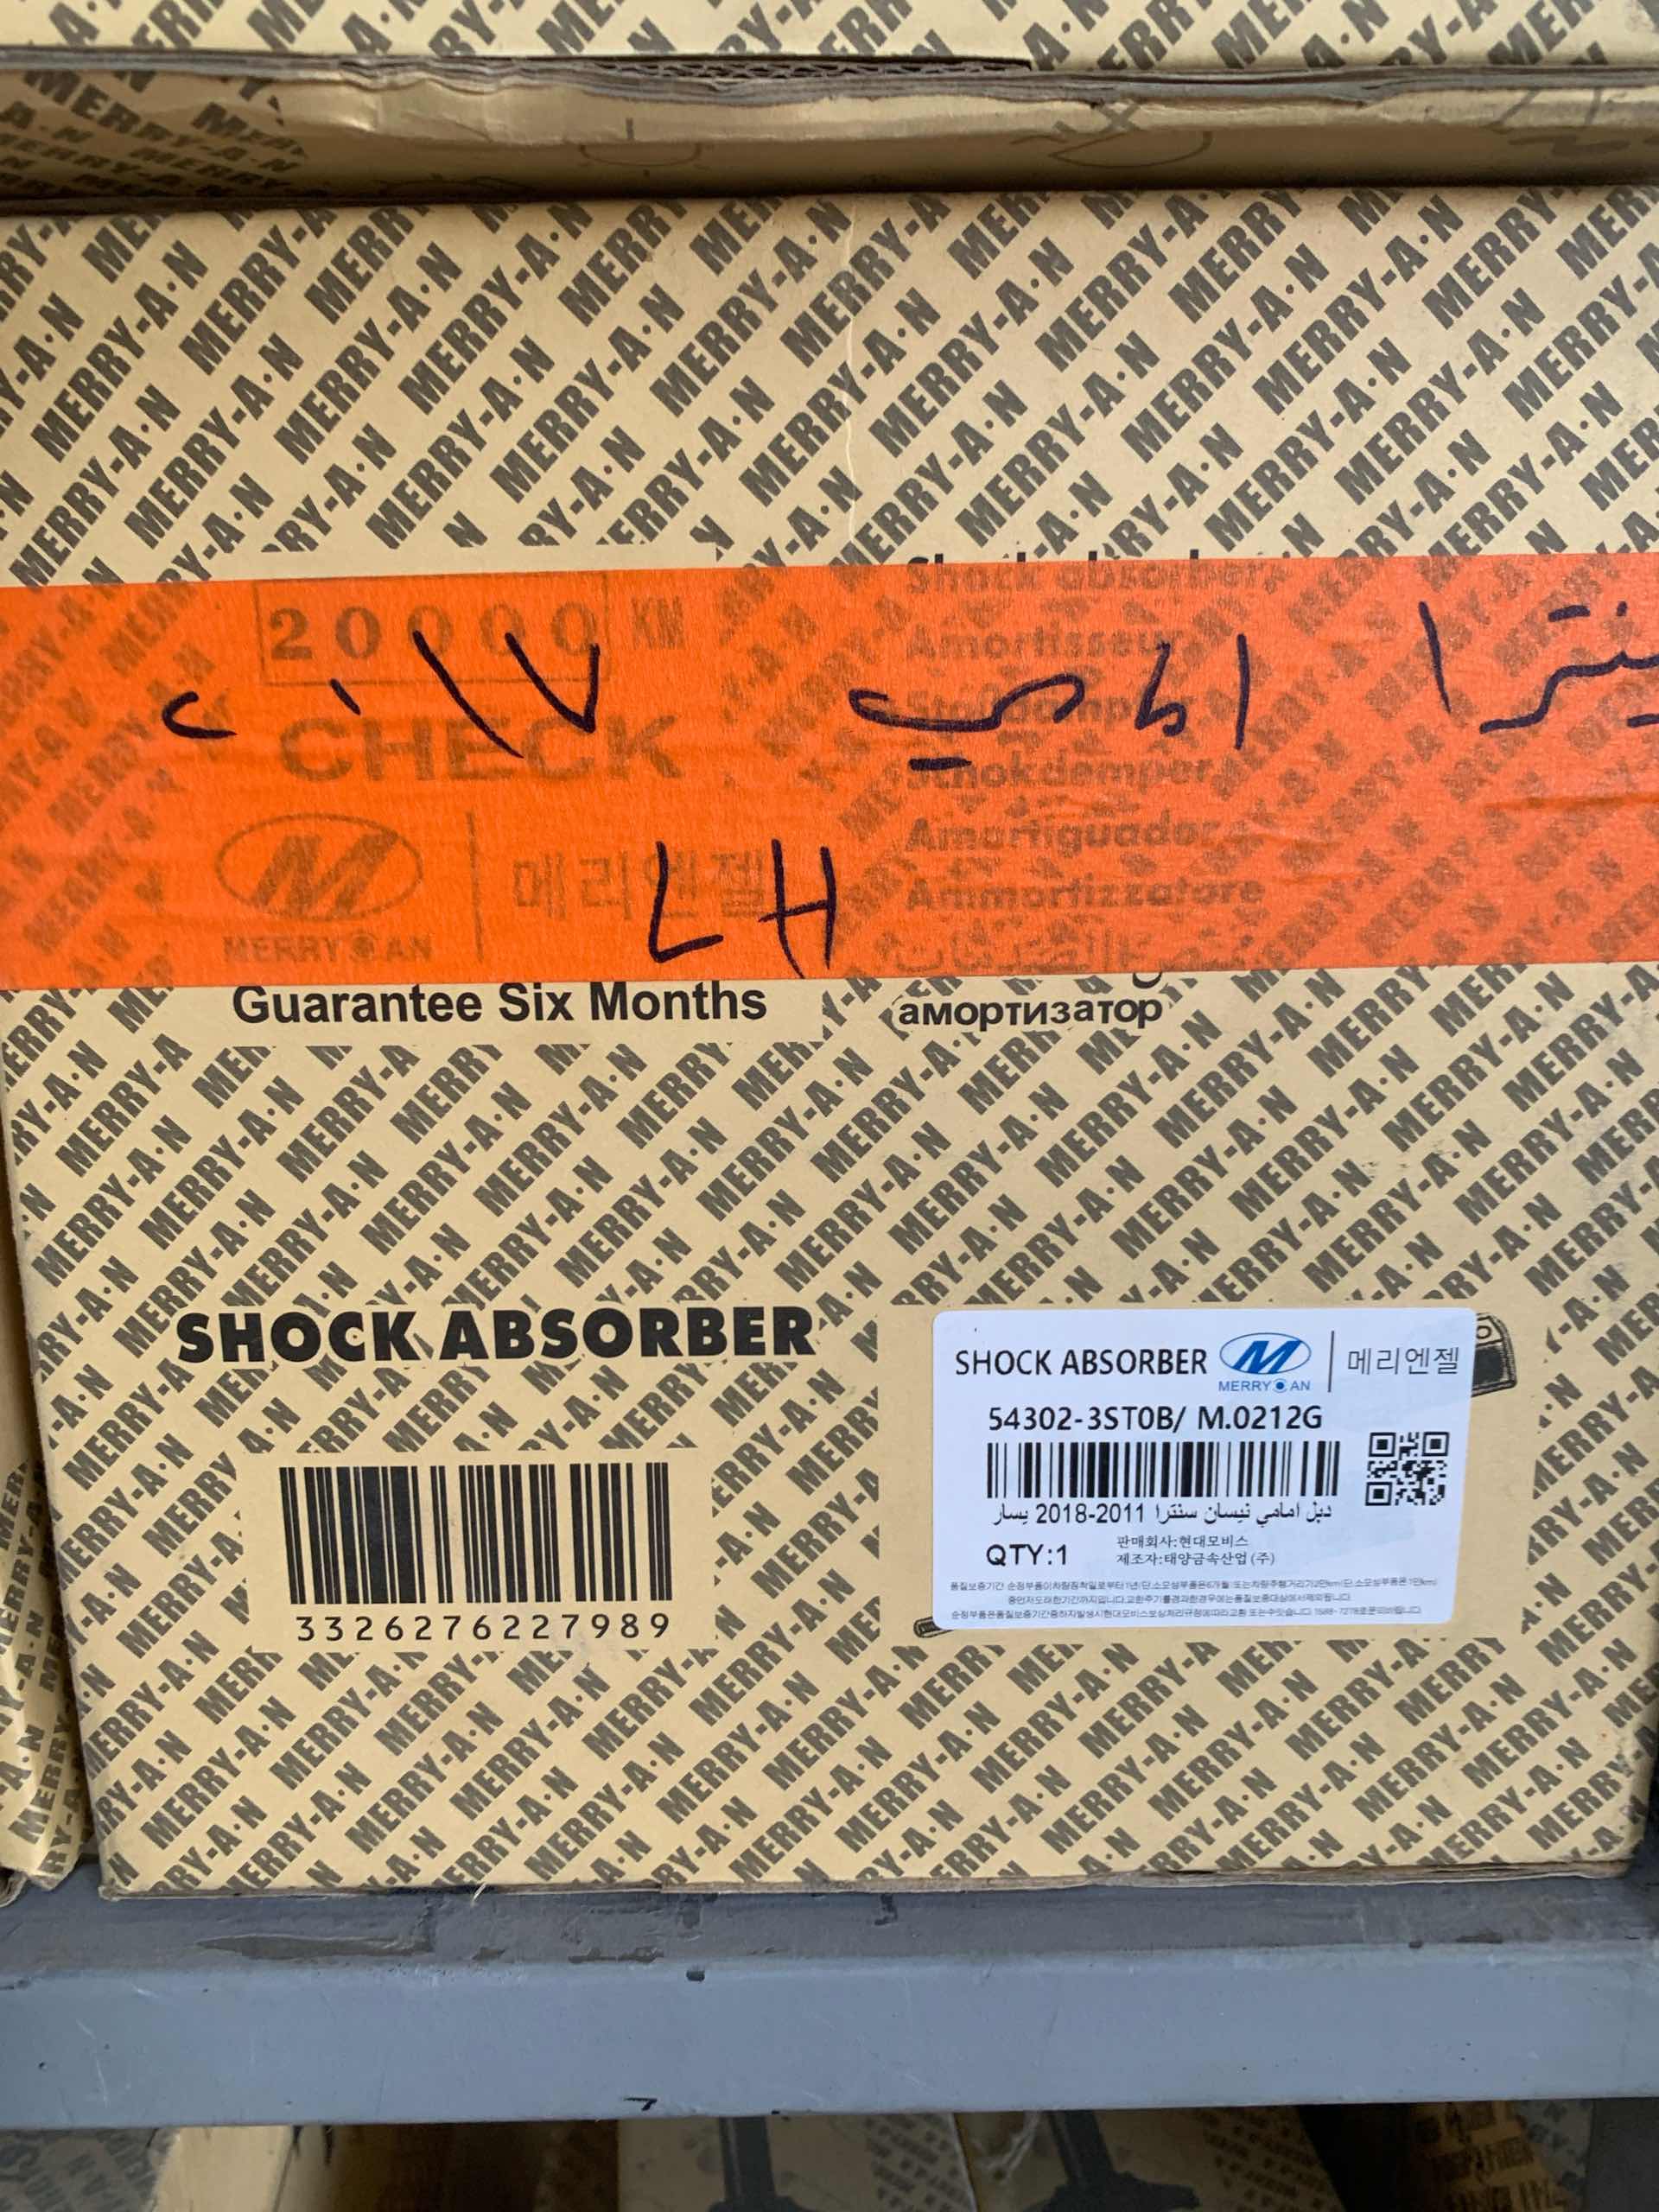 20000 KM
CHECK
سنترا امامي ٢٠١٧
LH
MERRY AN
메리엔젤
Guarantee Six Months
Shock absorber
Amortisseur
Schokdemper
Amortiguador
Ammortizzatore
амортизатор
SHOCK ABSORBER
3326276227989
SHOCK ABSORBER
MERRY AN
메리엔젤
54302-3ST0B/ M.0212G
دبل امامي نيسان سنترا 2011-2018 يسار
QTY:1
판매회사:현대모비스
제조자:태양금속산업(주)
MERRY-A·N